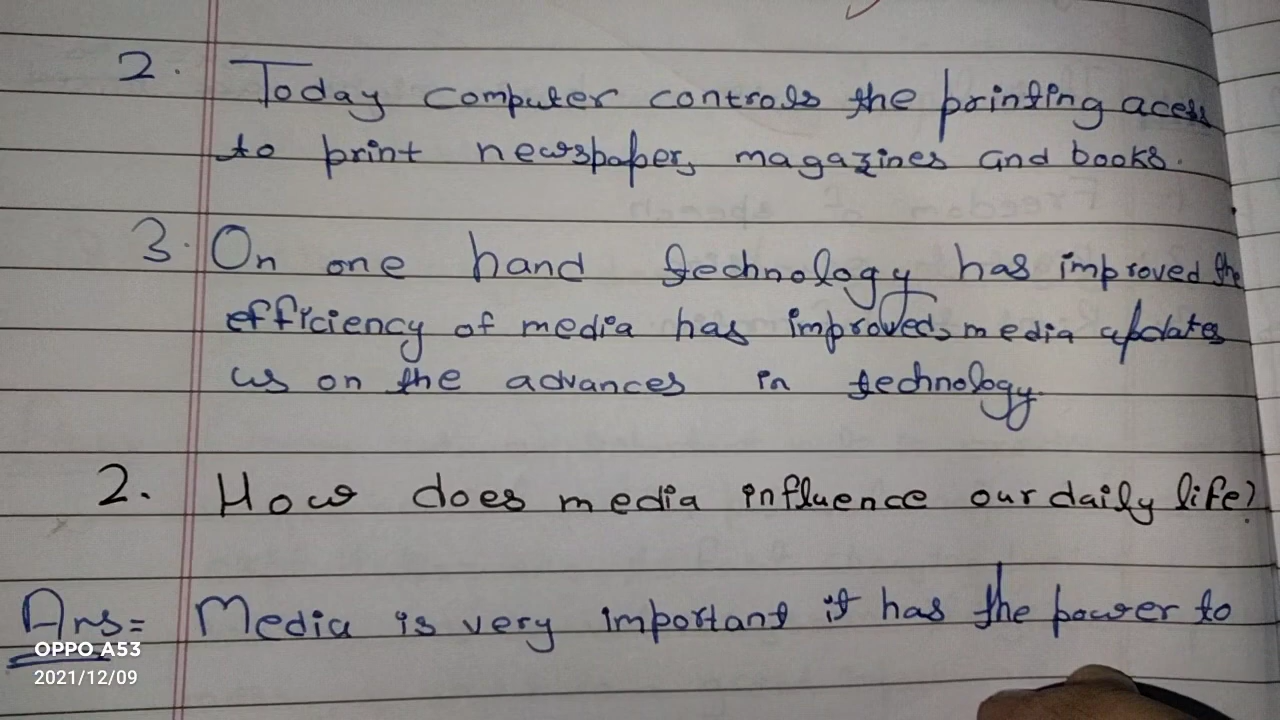 2. Today computer controls the printing acess
to print newspaper, magazines and books.
3. On one hand technology has improved the
efficiency of media has improved, media updates
us on the advances in technology.
2. How does media influence our daily life?
Ans= Media is very important it has the power to
OPPO A53
2021/12/09